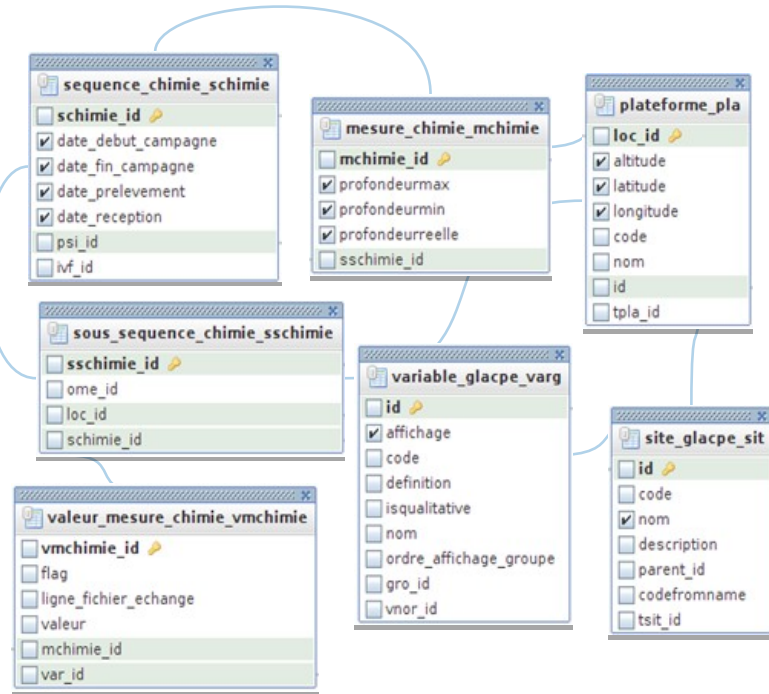 sequence_chimie_schimie
schimie_id
date_debut_campagne
date_fin_campagne
date_prelevement
date_reception
psi_id
ivf_id
mesure_chimie_mchimie
mchimie_id
profondeurmax
profondeurmin
profondeurreelle
sschimie_id
plateforme_pla
loc_id
altitude
latitude
longitude
code
nom
id
tpla_id
sous_sequence_chimie_sschimie
sschimie_id
ome_id
loc_id
schimie_id
variable_glacpe_varg
id
affichage
code
definition
isqualitative
nom
ordre_affichage_groupe
gro_id
vnor_id
site_glacpe_sit
id
code
nom
description
parent_id
codefromname
tsit_id
valeur_mesure_chimie_vmchimie
vmchimie_id
flag
ligne_fichier_echange
valeur
mchimie_id
var_id